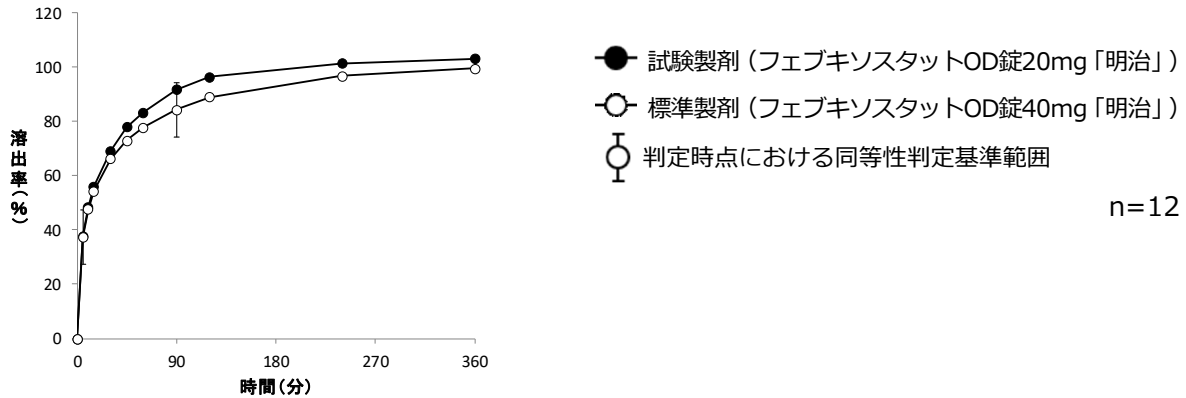 120
100
80
60
40
20
0
溶出率(%)
0 90 180 270 360
時間(分)
試験製剤(フェブキソスタットOD錠20mg「明治」)
標準製剤(フェブキソスタットOD錠40mg「明治」)
判定時点における同等性判定基準範囲
n=12